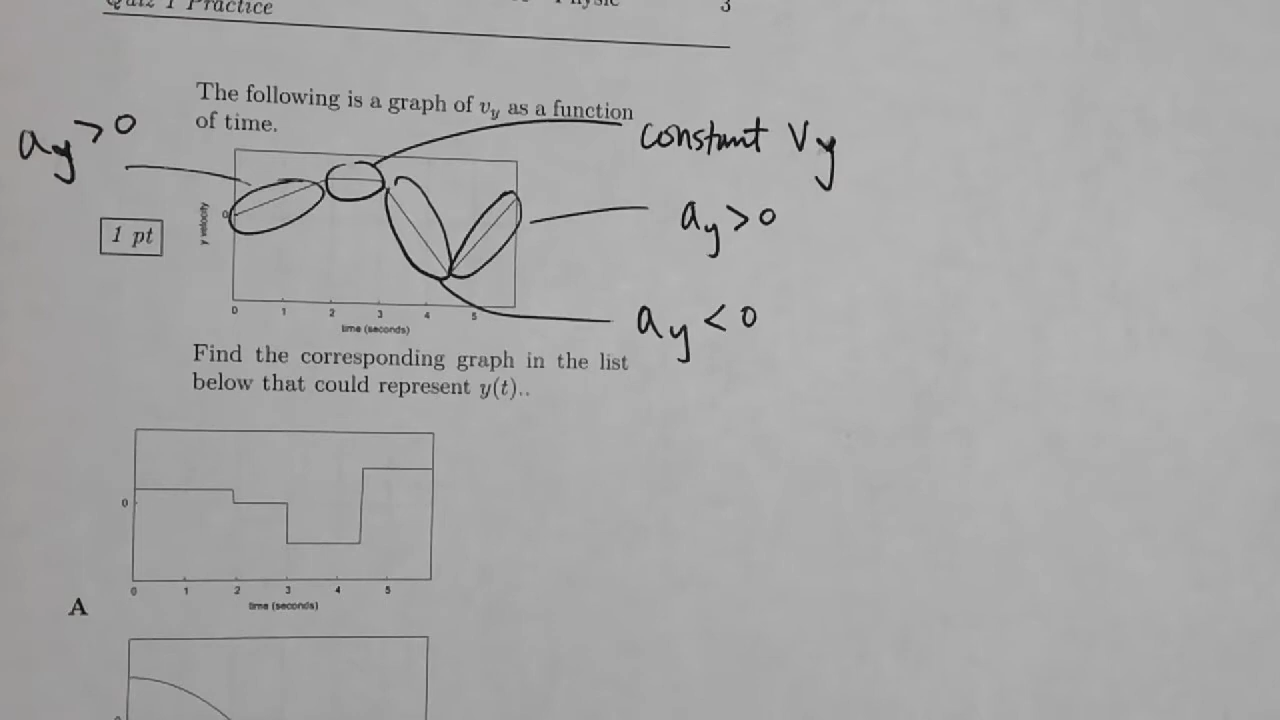 Quiz 1 Practice
3
The following is a graph of v_y as a function
of time.
a_y > 0
constant v_y
1 pt
y velocity
0
a_y > 0
0 1 2 3 4 5
time (seconds)
a_y < 0
Find the corresponding graph in the list
below that could represent y(t)..
0
0 1 2 3 4 5
time (seconds)
A